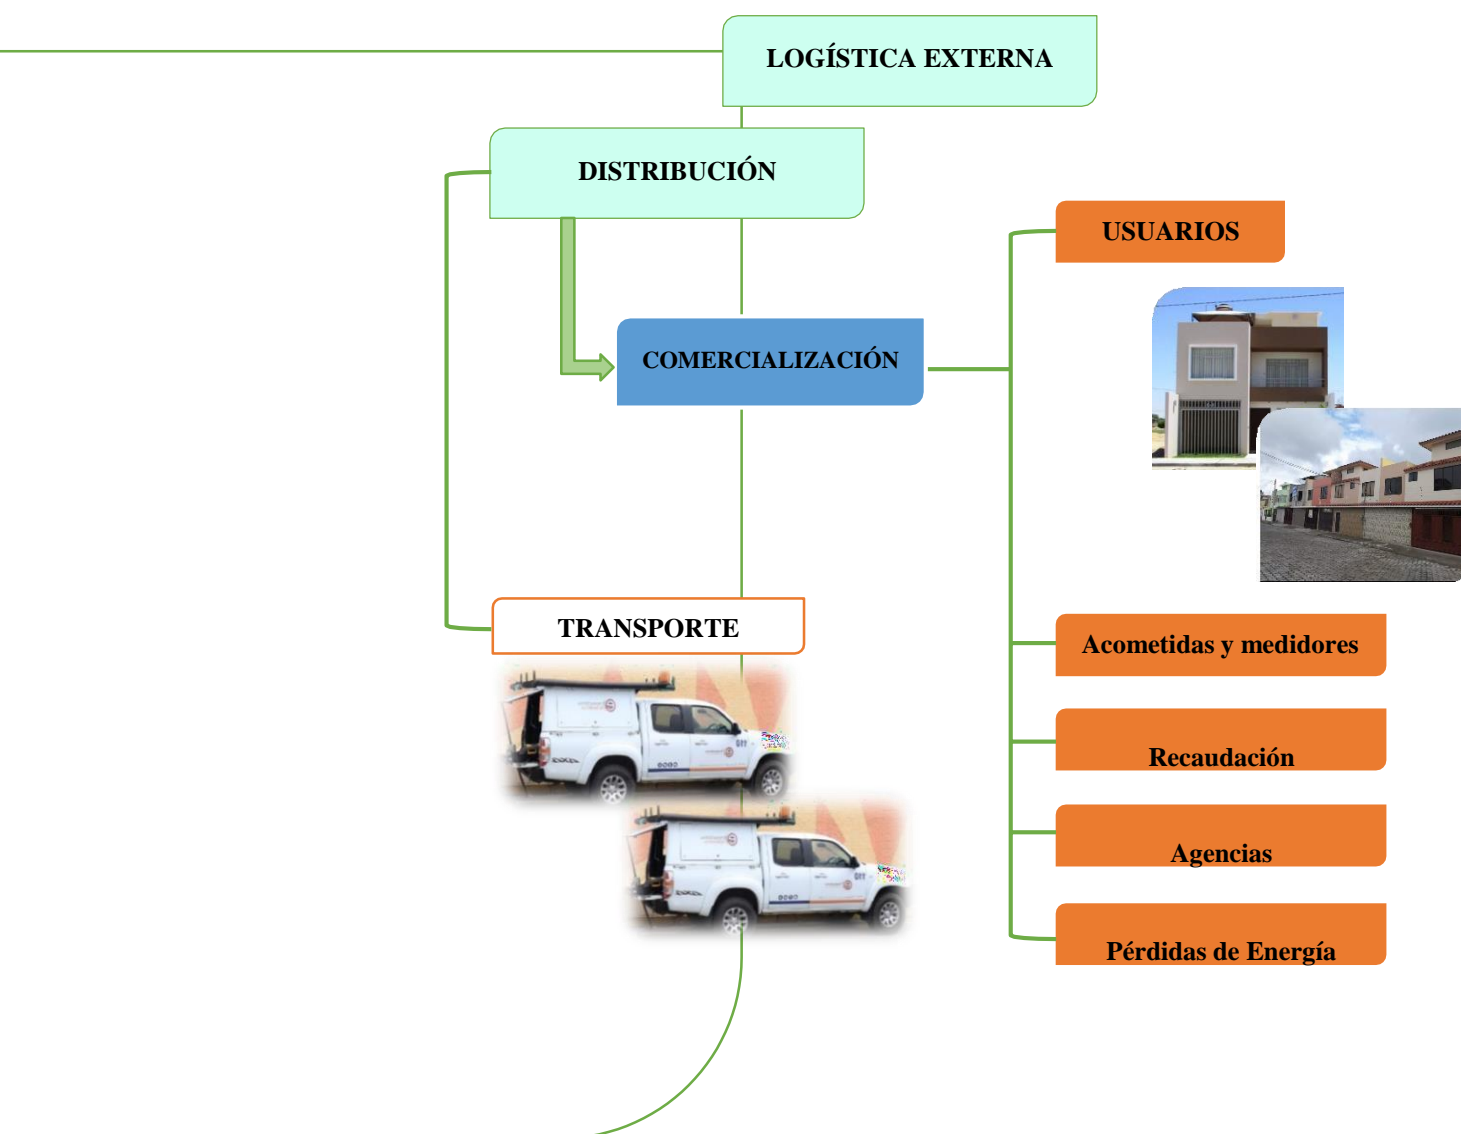 LOGÍSTICA EXTERNA
DISTRIBUCIÓN
USUARIOS
COMERCIALIZACIÓN
TRANSPORTE
Acometidas y medidores
Recaudación
Agencias
Pérdidas de Energía